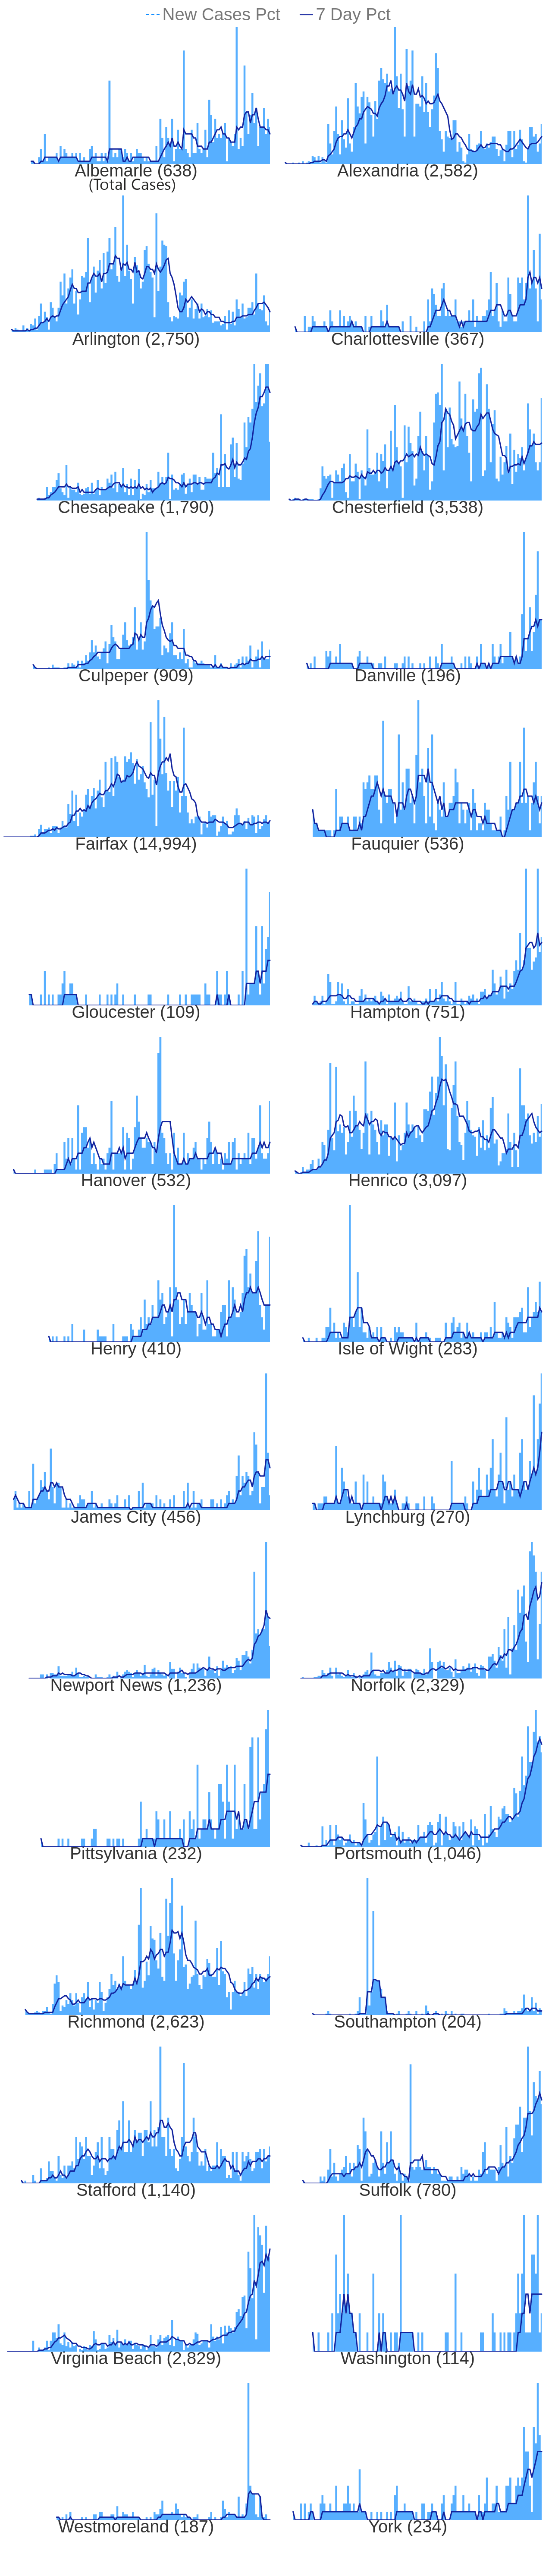 New Cases Pct 7 Day Pct
Albemarle (638) Alexandria (2,582)
(Total Cases)
Arlington (2,750) Charlottesville (367)
Chesapeake (1,790) Chesterfield (3,538)
Culpeper (909) Danville (196)
Fairfax (14,994) Fauquier (536)
Gloucester (109) Hampton (751)
Hanover (532) Henrico (3,097)
Henry (410) Isle of Wight (283)
James City (456) Lynchburg (270)
Newport News (1,236) Norfolk (2,329)
Pittsylvania (232) Portsmouth (1,046)
Richmond (2,623) Southampton (204)
Stafford (1,140) Suffolk (780)
Virginia Beach (2,829) Washington (114)
Westmoreland (187) York (234)